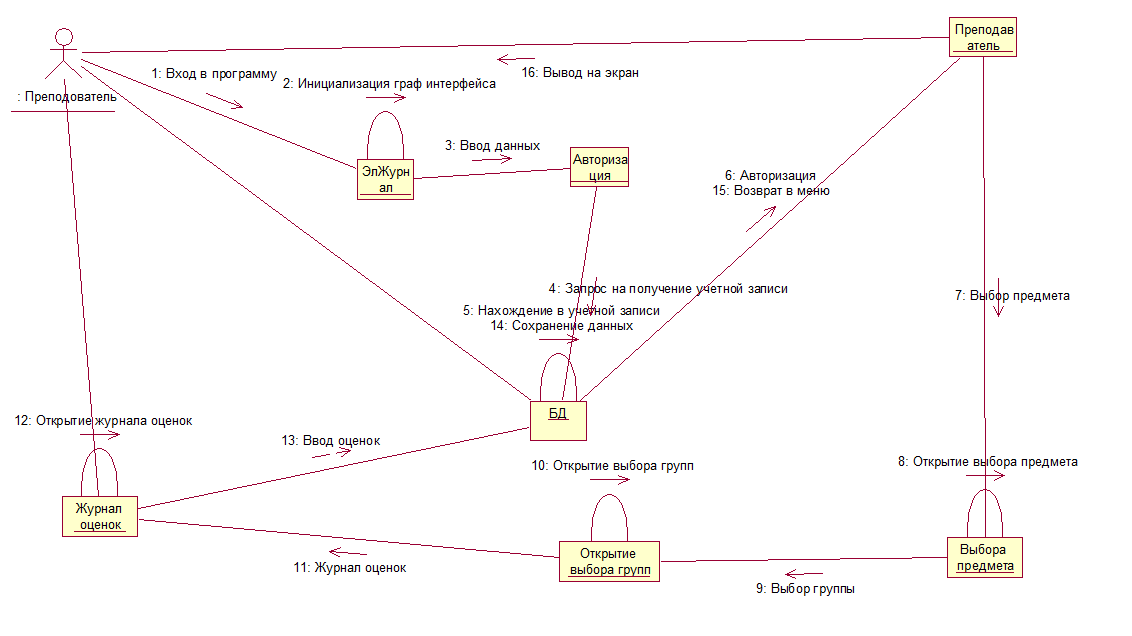 Преподав
атель
16: Вывод на экран
1: Вход в программу
2: Инициализация граф интерфейса
: Преподователь
3: Ввод данных
Авториза
ция
ЭлЖурн
ал
6: Авторизация
15: Возврат в меню
4: Запрос на получение учетной записи
7: Выбор предмета
5: Нахождение в учетной записи
14: Сохранение данных
БД
12: Открытие журнала оценок
13: Ввод оценок
10: Открытие выбора групп
8: Открытие выбора предмета
Журнал
оценок
11: Журнал оценок
Открытие
выбора групп
Выбора
предмета
9: Выбор группы